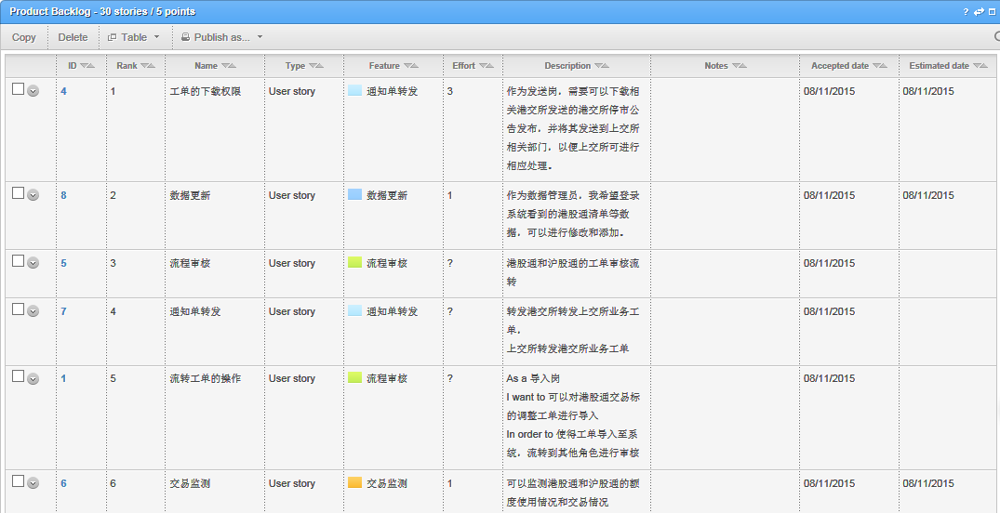 Product Backlog - 30 stories / 5 points
?
Copy Delete Table Publish as...
ID Rank Name Type Feature Effort Description Notes Accepted date Estimated date
4 1 工单的下载权限 User story 通知单转发 3 作为发送岗，需要可以下载相 08/11/2015 08/11/2015
关港交所发送的港交所停市公
告发布，并将其发送到上交所
相关部门，以便上交所可进行
相应处理。
8 2 数据更新 User story 数据更新 1 作为数据管理员，我希望登录 08/11/2015 08/11/2015
系统看到的港股通清单等数
据，可以进行修改和添加。
5 3 流程审核 User story 流程审核 ? 港股通和沪股通的工单审核流 08/11/2015
转
7 4 通知单转发 User story 通知单转发 ? 转发港交所转发上交所业务工 08/11/2015
单，
上交所转发港交所业务工单
1 5 流转工单的操作 User story 流程审核 ? As a 导入岗 08/11/2015
I want to 可以对港股通交易标
的调整工单进行导入
In order to 使得工单导入至系
统，流转到其他角色进行审核
6 6 交易监测 User story 交易监测 1 可以监测港股通和沪股通的额 08/11/2015 08/11/2015
度使用情况和交易情况